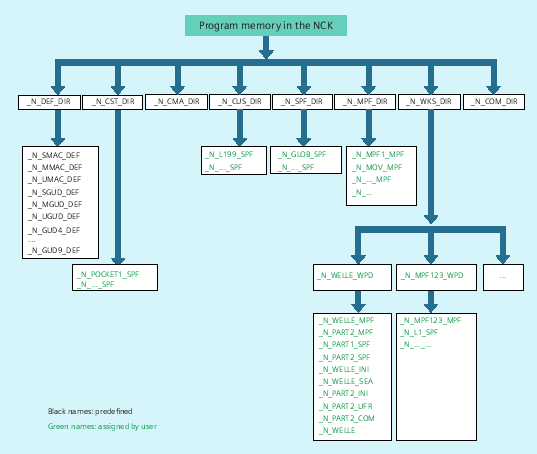 Program memory in the NCK
_N_DEF_DIR
_N_CST_DIR
_N_CMA_DIR
_N_CUS_DIR
_N_SPF_DIR
_N_MPF_DIR
_N_WKS_DIR
_N_COM_DIR
_N_SMAC_DEF
_N_MMAC_DEF
_N_UMAC_DEF
_N_SGUD_DEF
_N_MGUD_DEF
_N_UGUD_DEF
_N_GUD4_DEF
...
_N_GUD9_DEF
_N_L199_SPF
_N_..._SPF
_N_GLOB_SPF
_N_..._SPF
_N_MPF1_MPF
_N_MOV_MPF
_N_..._MPF
_N_...
_N_POCKET1_SPF
_N_..._SPF
_N_WELLE_WPD
_N_MPF123_WPD
...
_N_WELLE_MPF
_N_PART2_MPF
_N_PART1_SPF
_N_PART2_SPF
_N_WELLE_INI
_N_WELLE_SEA
_N_PART2_INI
_N_PART2_UFR
_N_PART2_COM
_N_WELLE
_N_MPF123_MPF
_N_L1_SPF
_N_..._...
Black names: predefined
Green names: assigned by user